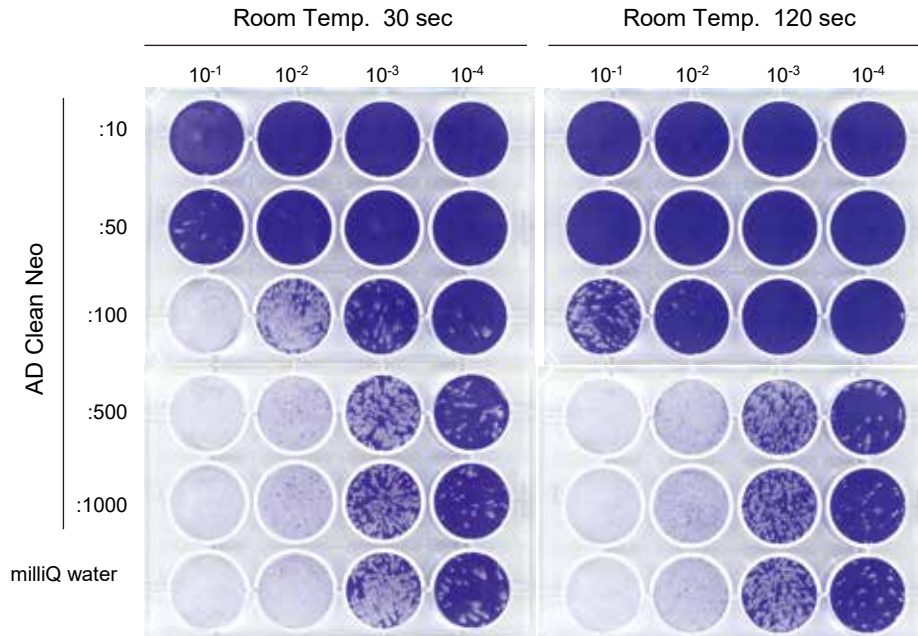 Room Temp. 30 sec
Room Temp. 120 sec
10⁻¹ 10⁻² 10⁻³ 10⁻⁴
10⁻¹ 10⁻² 10⁻³ 10⁻⁴
AD Clean Neo
:10
:50
:100
:500
:1000
milliQ water